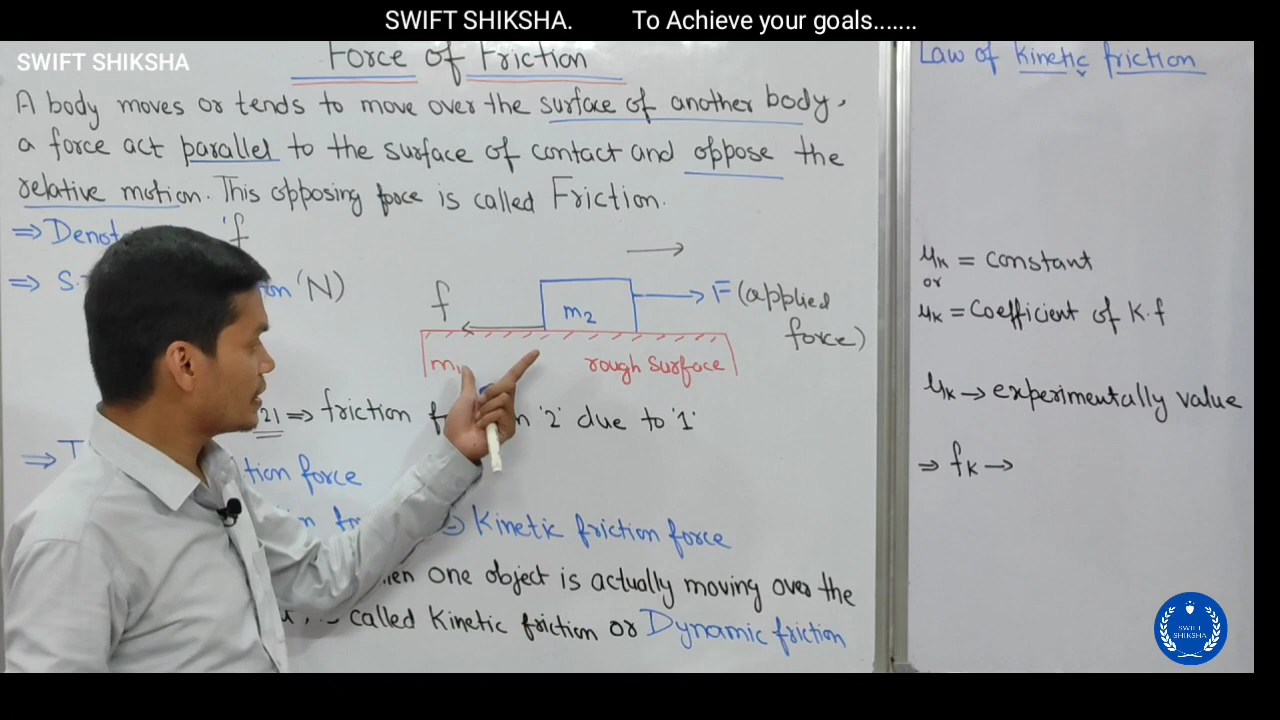 SWIFT SHIKSHA. To Achieve your goals.......
SWIFT SHIKSHA
Force of Friction
A body moves or tends to move over the surface of another body,
a force act parallel to the surface of contact and oppose the
relative motion. This opposing force is called Friction.
⇒ Denot 'f
⇒ S. (N)
f
m2
F (applied
force)
rough surface
21 ⇒ friction '2' due to '1'
⇒ T
force
Kinetic friction force
one object is actually moving over the
called Kinetic friction or Dynamic friction
Law of Kinetic friction
μK = constant
or
μK = Coefficient of K.f
μK → experimentally value
⇒ fK →
SWIFT
SHIKSHA